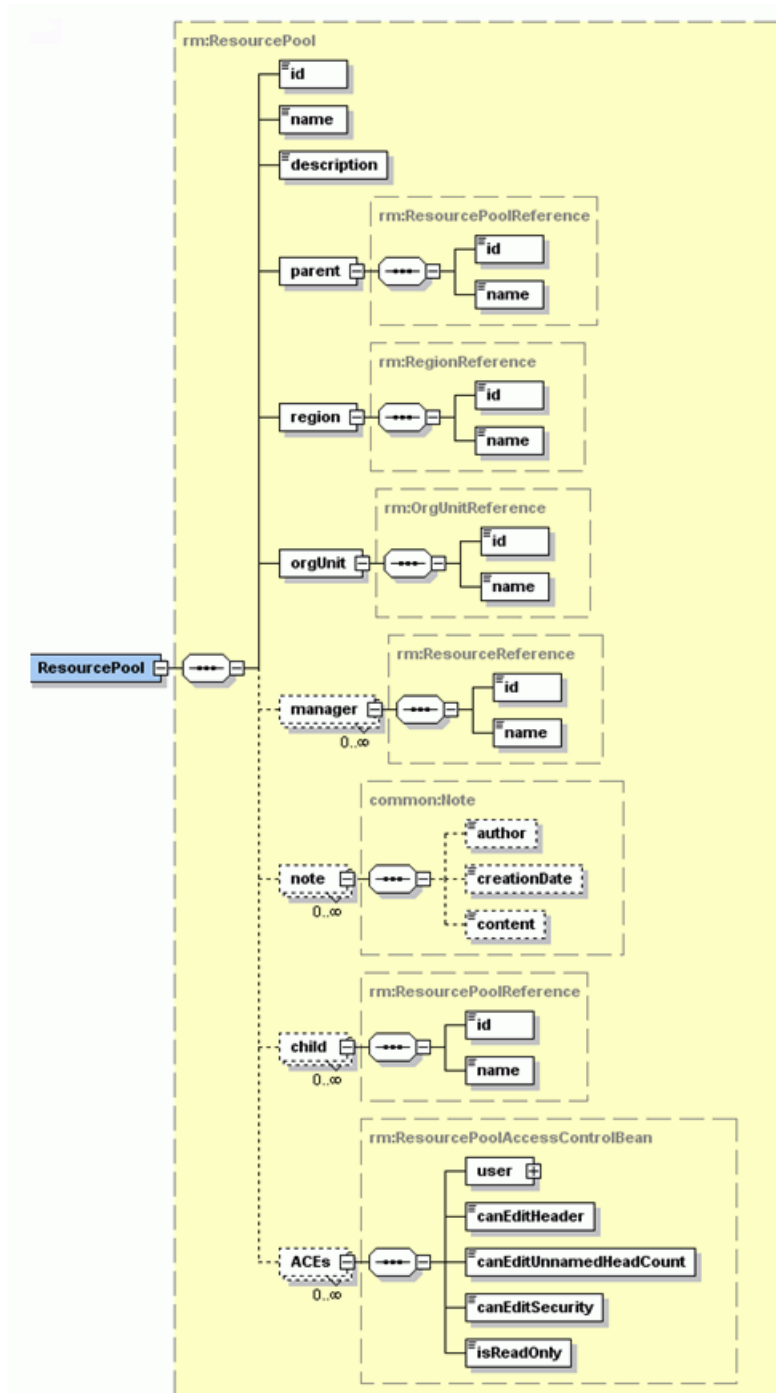 rm:ResourcePool
id
name
description
rm:ResourcePoolReference
parent
id
name
rm:RegionReference
region
id
name
rm:OrgUnitReference
orgUnit
id
name
ResourcePool
rm:ResourceReference
manager
0..∞
id
name
common:Note
note
0..∞
author
creationDate
content
rm:ResourcePoolReference
child
0..∞
id
name
rm:ResourcePoolAccessControlBean
ACEs
0..∞
user
canEditHeader
canEditUnnamedHeadCount
canEditSecurity
isReadOnly